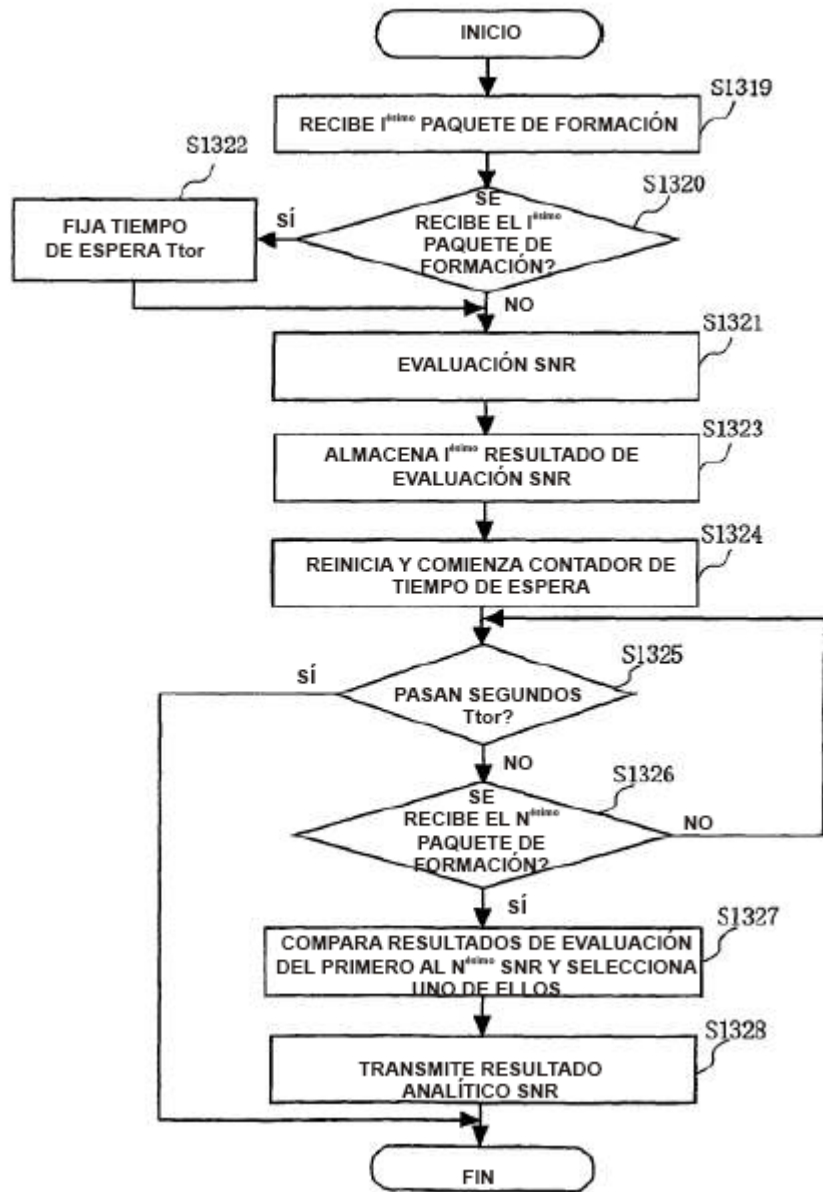 INICIO
S1319
RECIBE I^ésimo PAQUETE DE FORMACIÓN
S1322
S1320
FIJA TIEMPO
DE ESPERA Ttor
SÍ
SE
RECIBE EL I^ésimo
PAQUETE DE
FORMACIÓN?
NO
S1321
EVALUACIÓN SNR
S1323
ALMACENA I^ésimo RESULTADO DE
EVALUACIÓN SNR
S1324
REINICIA Y COMIENZA CONTADOR DE
TIEMPO DE ESPERA
S1325
SÍ
PASAN SEGUNDOS
Ttor?
NO
S1326
SE
RECIBE EL N^ésimo
PAQUETE DE
FORMACIÓN?
NO
SÍ
S1327
COMPARA RESULTADOS DE EVALUACIÓN
DEL PRIMERO AL N^ésimo SNR Y SELECCIONA
UNO DE ELLOS
S1328
TRANSMITE RESULTADO
ANALÍTICO SNR
FIN